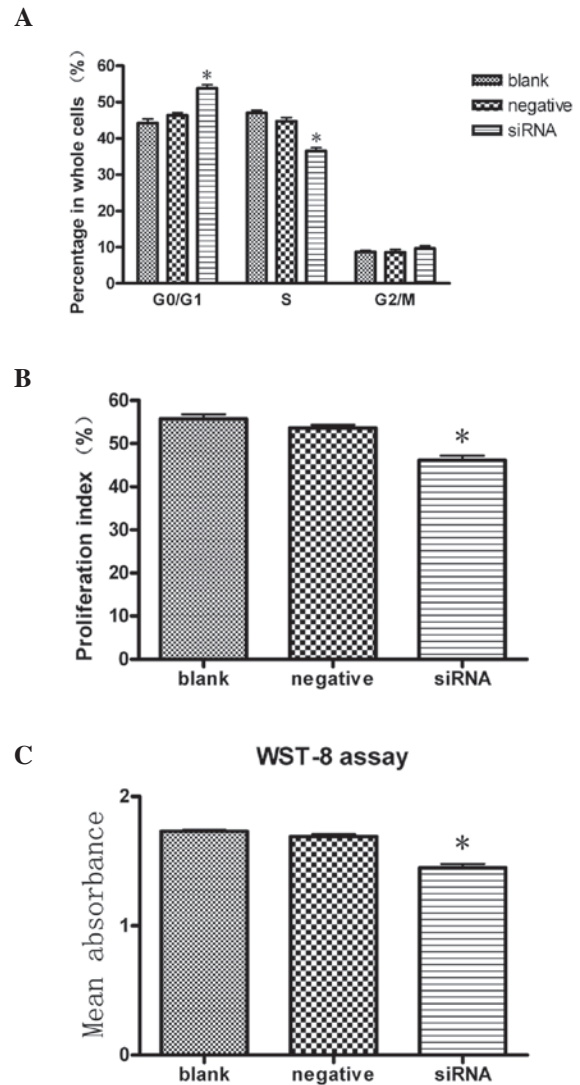 A
Percentage in whole cells (%)
60
50
40
30
20
10
0
*
*
G0/G1 S G2/M
blank
negative
siRNA
B
Proliferation index (%)
60
50
40
30
20
10
0
*
blank negative siRNA
C
WST-8 assay
Mean absorbance
2
1
0
*
blank negative siRNA